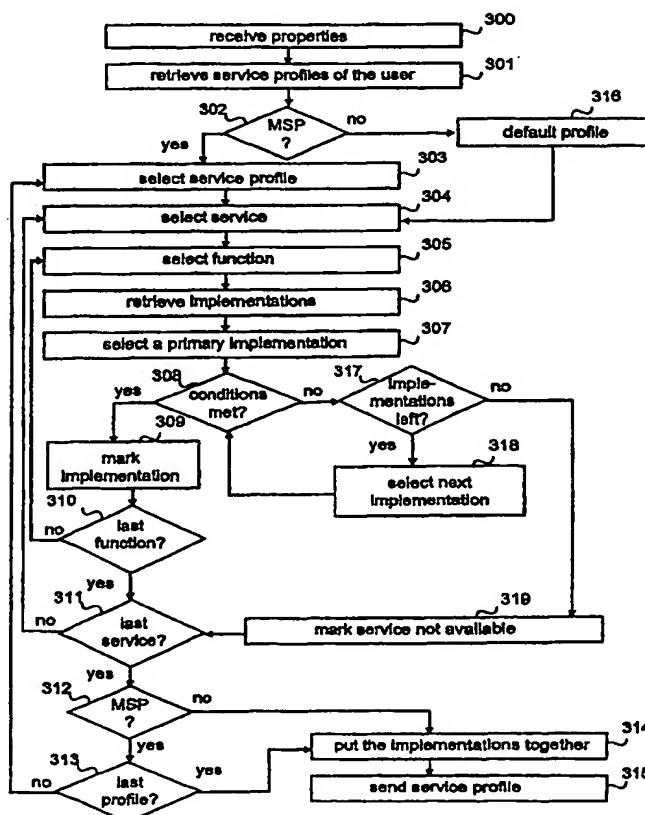 300
receive properties
301
retrieve service profiles of the user
302
MSP
?
no
yes
316
default profile
303
select service profile
304
select service
305
select function
306
retrieve implementations
307
select a primary implementation
308
conditions
met?
yes
no
317
imple-
mentations
left?
no
yes
309
mark
implementation
318
select next
implementation
310
last
function?
no
yes
311
last
service?
no
yes
319
mark service not available
312
MSP
?
no
yes
313
last
profile?
no
yes
314
put the implementations together
315
send service profile